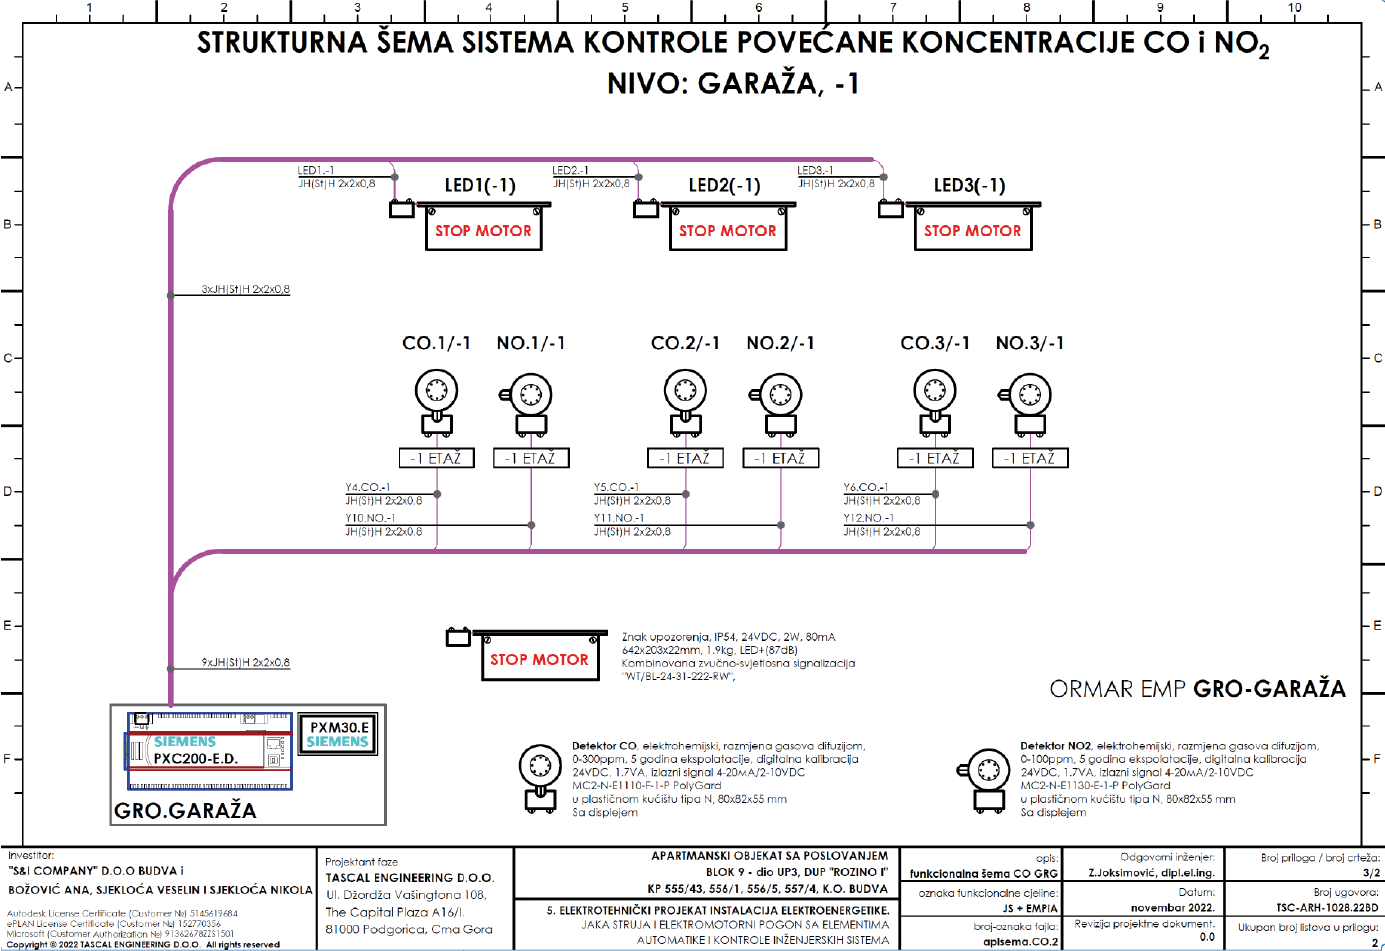 1 2 3 4 5 6 7 8 9 10
STRUKTURNA ŠEMA SISTEMA KONTROLE POVEĆANE KONCENTRACIJE CO i NO₂
NIVO: GARAŽA, -1
A A
B B
C C
D D
E E
F F
LED1.-1
JH(St)H 2x2x0,8
LED1(-1)
STOP MOTOR
LED2.-1
JH(St)H 2x2x0,8
LED2(-1)
STOP MOTOR
LED3.-1
JH(St)H 2x2x0,8
LED3(-1)
STOP MOTOR
3xJH(St)H 2x2x0,8
CO.1/-1 NO.1/-1 CO.2/-1 NO.2/-1 CO.3/-1 NO.3/-1
-1 ETAŽ -1 ETAŽ -1 ETAŽ -1 ETAŽ -1 ETAŽ -1 ETAŽ
Y4.CO.-1
JH(St)H 2x2x0,8
Y10.NO.-1
JH(St)H 2x2x0,8
Y5.CO.-1
JH(St)H 2x2x0,8
Y11.NO.-1
JH(St)H 2x2x0,8
Y6.CO.-1
JH(St)H 2x2x0,8
Y12.NO.-1
JH(St)H 2x2x0,8
9xJH(St)H 2x2x0,8
STOP MOTOR
Znak upozorenja, IP54, 24VDC, 2W, 80mA
642x203x22mm, 1.9kg, LED+(87dB)
Kombinovana zvučno-svjetlosna signalizacija
"WT/BL-24-31-222-RW",
ORMAR EMP GRO-GARAŽA
SIEMENS
PXC200-E.D.
PXM30.E
SIEMENS
GRO.GARAŽA
Detektor CO, elektrohemijski, razmjena gasova difuzijom,
0-300ppm, 5 godina ekspolatacije, digitalna kalibracija
24VDC, 1.7VA, izlazni signal 4-20mA/2-10VDC
MC2-N-E1110-F-1-P PolyGard
u plastičnom kućištu tipa N, 80x82x55 mm
Sa displejem
Detektor NO2, elektrohemijski, razmjena gasova difuzijom,
0-100ppm, 5 godina ekspolatacije, digitalna kalibracija
24VDC, 1.7VA, izlazni signal 4-20mA/2-10VDC
MC2-N-E1130-E-1-P PolyGard
u plastičnom kućištu tipa N, 80x82x55 mm
Sa displejem
Investitor:
"S&I COMPANY" D.O.O BUDVA i
BOŽOVIĆ ANA, SJEKLOĆA VESELIN I SJEKLOĆA NIKOLA
Autodesk License Certificate (Customer №) 5145619684
ePLAN License Certificate (Customer №) 152770356
Microsoft (Customer Authorization №) 91362678ZZS1501
Copyright © 2022 TASCAL ENGINEERING D.O.O. All rights reserved
Projektant faze
TASCAL ENGINEERING D.O.O.
Ul. Džordža Vašingtona 108,
The Capital Plaza A16/I.
81000 Podgorica, Crna Gora
APARTMANSKI OBJEKAT SA POSLOVANJEM
BLOK 9 - dio UP3, DUP "ROZINO I"
KP 555/43, 556/1, 556/5, 557/4, K.O. BUDVA
5. ELEKTROTEHNIČKI PROJEKAT INSTALACIJA ELEKTROENERGETIKE.
JAKA STRUJA I ELEKTROMOTORNI POGON SA ELEMENTIMA
AUTOMATIKE I KONTROLE INŽENJERSKIH SISTEMA
opis:
funkcionalna šema CO GRG
oznaka funkcionalne cjeline:
JS + EMPIA
broj-oznaka fajla:
aplsema.CO.2
Odgovorni inženjer:
Z.Joksimović, dipl.el.ing.
Datum:
novembar 2022.
Revizija projektne dokument.
0.0
Broj priloga / broj crteža:
3/2
Broj ugovora:
TSC-ARH-1028.22BD
Ukupan broj listova u prilogu:
2